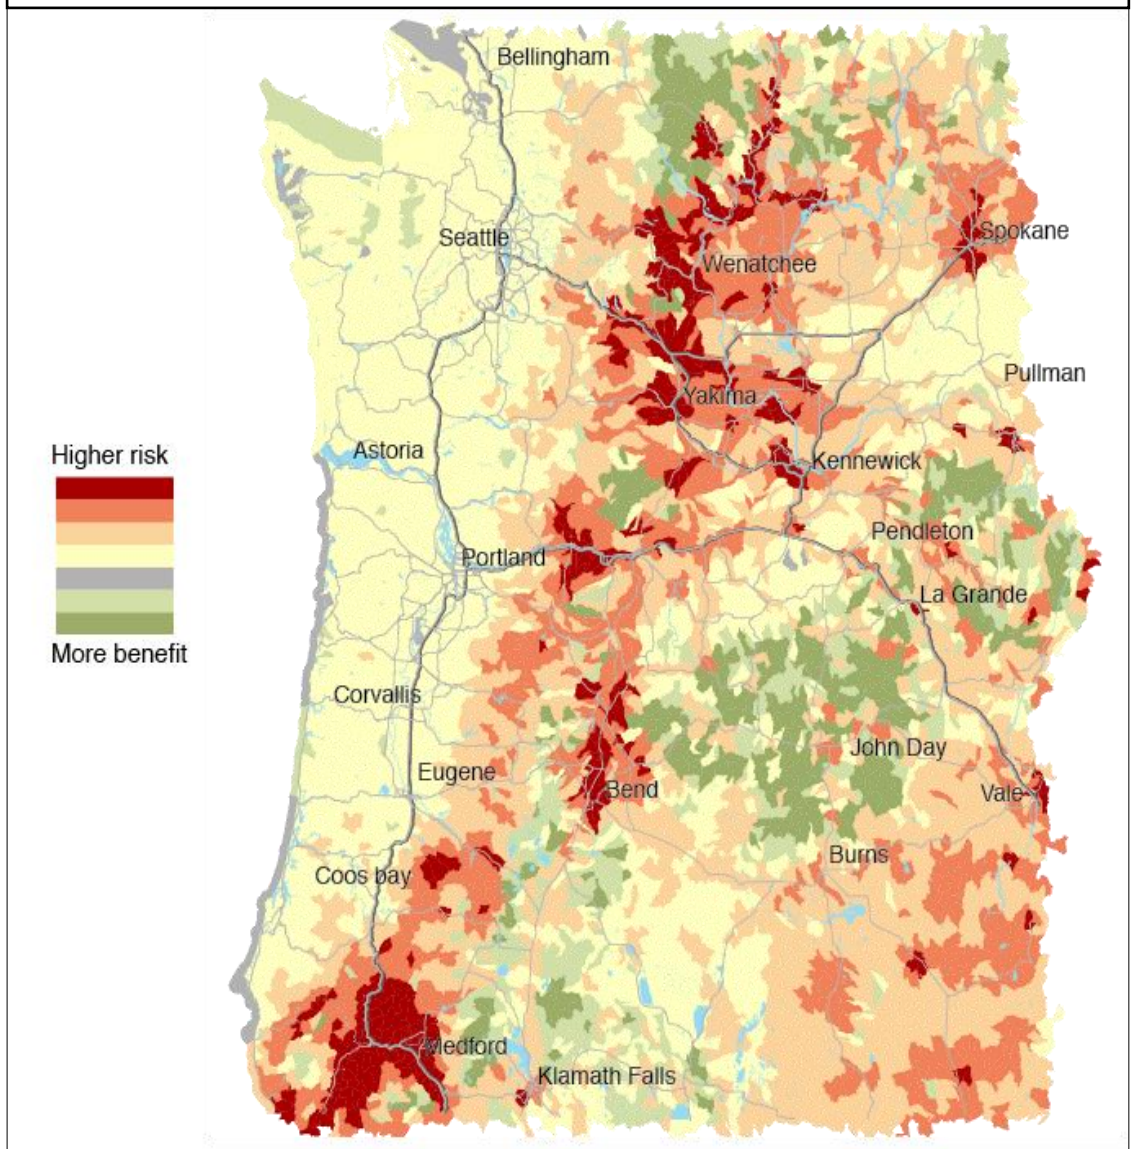 Bellingham
Seattle
Spokane
Wenatchee
Pullman
Yakima
Astoria
Higher risk
Kennewick
Pendleton
Portland
La Grande
More benefit
Corvallis
John Day
Eugene
Bend
Vale
Burns
Coos bay
Medford
Klamath Falls